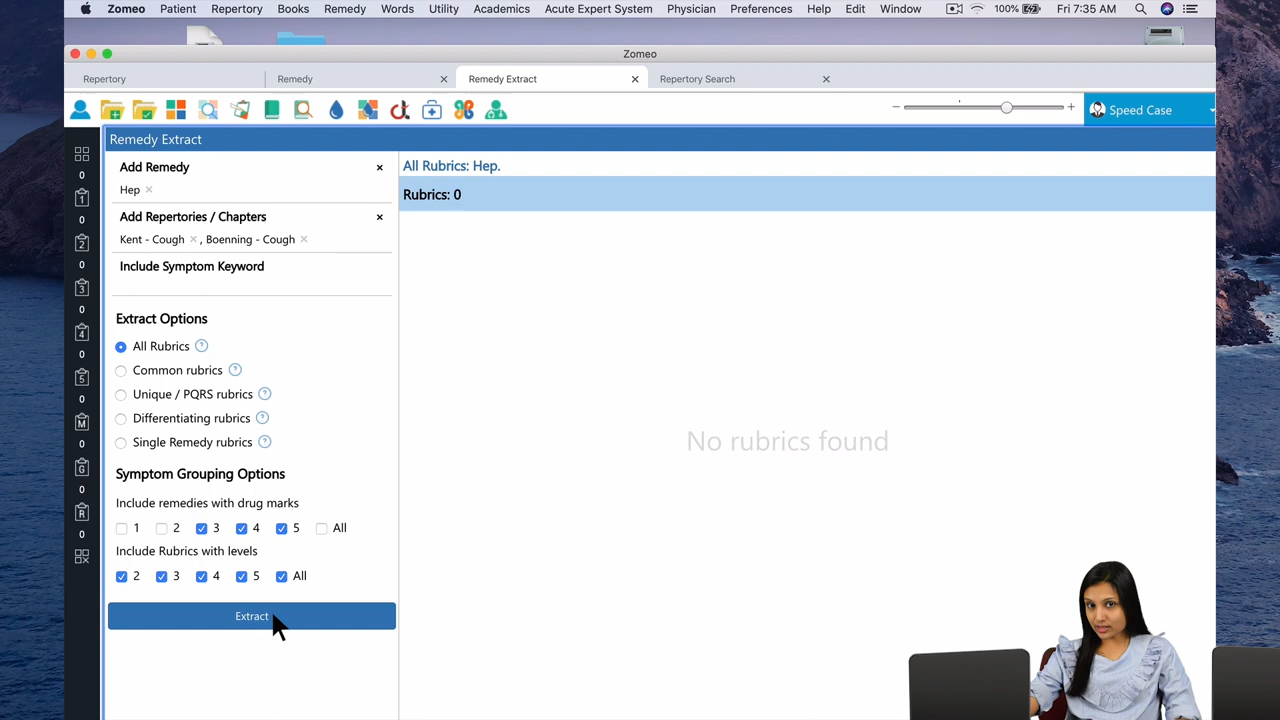 Zomeo Patient Repertory Books Remedy Words Utility Academics Acute Expert System Physician Preferences Help Edit Window 100% Fri 7:35 AM
Zomeo
Repertory Remedy Remedy Extract Repertory Search
Speed Case
Remedy Extract
Add Remedy
Hep
Add Repertories / Chapters
Kent - Cough , Boenning - Cough
Include Symptom Keyword
Extract Options
All Rubrics ?
Common rubrics ?
Unique / PQRS rubrics ?
Differentiating rubrics ?
Single Remedy rubrics ?
Symptom Grouping Options
Include remedies with drug marks
1 2 3 4 5 All
Include Rubrics with levels
2 3 4 5 All
Extract
0
1
0
2
0
3
0
4
0
5
0
M
0
G
0
R
0
All Rubrics: Hep.
Rubrics: 0
No rubrics found